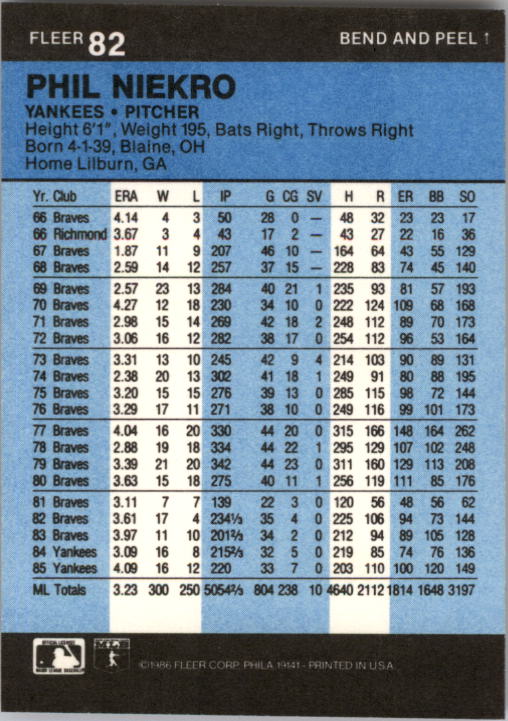 FLEER 82 BEND AND PEEL ↑
PHIL NIEKRO
YANKEES • PITCHER
Height 6'1", Weight 195, Bats Right, Throws Right
Born 4-1-39, Blaine, OH
Home Lilburn, GA
Yr. Club ERA W L IP G CG SV H R ER BB SO
66 Braves 4.14 4 3 50 28 0 — 48 32 23 23 17
66 Richmond 3.67 3 4 43 17 2 — 43 27 22 16 36
67 Braves 1.87 11 9 207 46 10 — 164 64 43 55 129
68 Braves 2.59 14 12 257 37 15 — 228 83 74 45 140
69 Braves 2.57 23 13 284 40 21 1 235 93 81 57 193
70 Braves 4.27 12 18 230 34 10 0 222 124 109 68 168
71 Braves 2.98 15 14 269 42 18 2 248 112 89 70 173
72 Braves 3.06 16 12 282 38 17 0 254 112 96 53 164
73 Braves 3.31 13 10 245 42 9 4 214 103 90 89 131
74 Braves 2.38 20 13 302 41 18 1 249 91 80 88 195
75 Braves 3.20 15 15 276 39 13 0 285 115 98 72 144
76 Braves 3.29 17 11 271 38 10 0 249 116 99 101 173
77 Braves 4.04 16 20 330 44 20 0 315 166 148 164 262
78 Braves 2.88 19 18 334 44 22 1 295 129 107 102 248
79 Braves 3.39 21 20 342 44 23 0 311 160 129 113 208
80 Braves 3.63 15 18 275 40 11 1 256 119 111 85 176
81 Braves 3.11 7 7 139 22 3 0 120 56 48 56 62
82 Braves 3.61 17 4 234⅓ 35 4 0 225 106 94 73 144
83 Braves 3.97 11 10 201⅔ 34 2 0 212 94 89 105 128
84 Yankees 3.09 16 8 215⅔ 32 5 0 219 85 74 76 136
85 Yankees 4.09 16 12 220 33 7 0 203 110 100 120 149
ML Totals 3.23 300 250 5054⅔ 804 238 10 4640 2112 1814 1648 3197
OFFICIAL LICENSEE
MAJOR LEAGUE BASEBALL
©1986 FLEER CORP. PHILA. 19141 - PRINTED IN U.S.A.